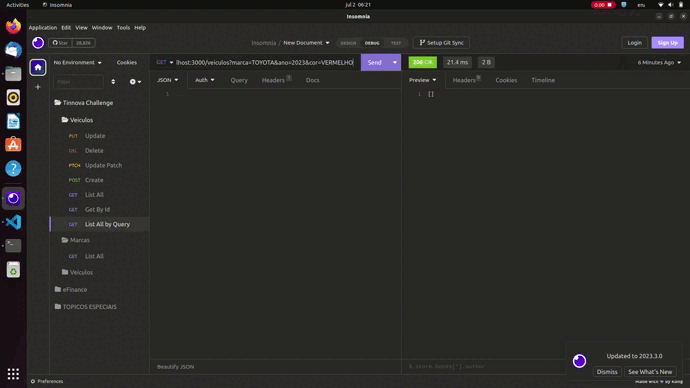 Activities Insomnia jul 2 06:21 0:00 en₁
Insomnia
Application Edit View Window Tools Help
Star 28,826 Insomnia / New Document DESIGN DEBUG TEST Setup Git Sync Login Sign Up
No Environment Cookies GET /host:3000/veiculos?marca=TOYOTA&ano=2023&cor=VERMELHO Send 200 OK 21.4 ms 2 B 6 Minutes Ago
Filter JSON Auth Query Headers Docs Preview Headers Cookies Timeline
1 1 []
Tinnova Challenge
Veiculos
PUT Update
DEL Delete
PTCH Update Patch
POST Create
GET List All
GET Get By Id
GET List All by Query
Marcas
GET List All
Veiculos
eFinance
TOPICOS ESPECIAIS
Updated to 2023.3.0
Dismiss See What's New
Beautify JSON $.store.books[*].author
Preferences Made with ♥ by Kong